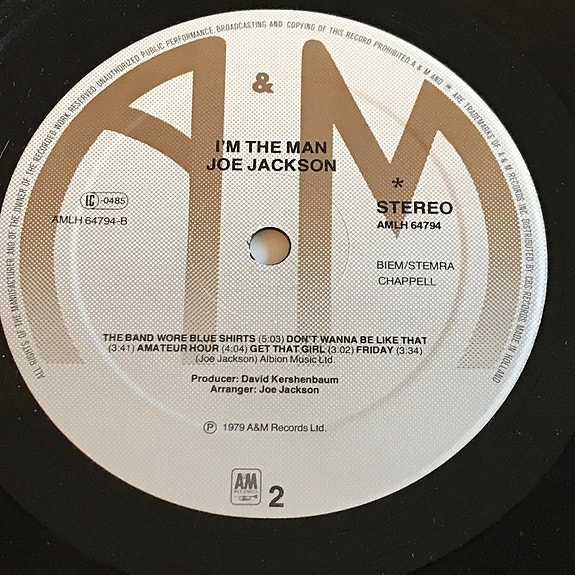 ALL RIGHTS OF THE MANUFACTURER AND OF THE OWNER OF THE RECORDED WORK RESERVED. UNAUTHORIZED PUBLIC PERFORMANCE, BROADCASTING AND COPYING OF THIS RECORD PROHIBITED. A & M AND ARE TRADEMARKS OF A & M RECORDS INC. DISTRIBUTED BY CBS RECORDS, MADE IN HOLLAND
A & M
I'M THE MAN
JOE JACKSON
*
STEREO
AMLH 64794
LC-0485
AMLH 64794-B
BIEM/STEMRA
CHAPPELL
THE BAND WORE BLUE SHIRTS (5:03) DON'T WANNA BE LIKE THAT
(3:41) AMATEUR HOUR (4:04) GET THAT GIRL (3:02) FRIDAY (3:34)
(Joe Jackson) Albion Music Ltd.
Producer: David Kershenbaum
Arranger: Joe Jackson
Ⓟ 1979 A&M Records Ltd.
A&M
RECORDS
2